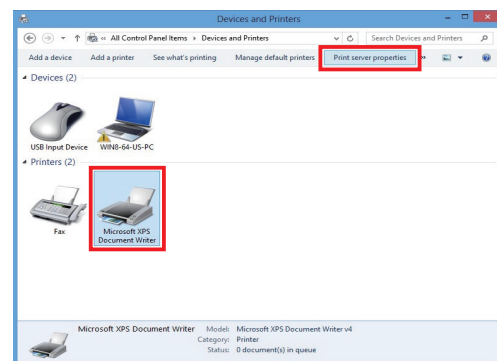 Devices and Printers
« All Control Panel Items ▸ Devices and Printers
Search Devices and Printers
Add a device Add a printer See what's printing Manage default printers Print server properties »
Devices (2)
USB Input Device WIN8-64-US-PC
Printers (2)
Fax Microsoft XPS
Document Writer
Microsoft XPS Document Writer Model: Microsoft XPS Document Writer v4
Category: Printer
Status: 0 document(s) in queue